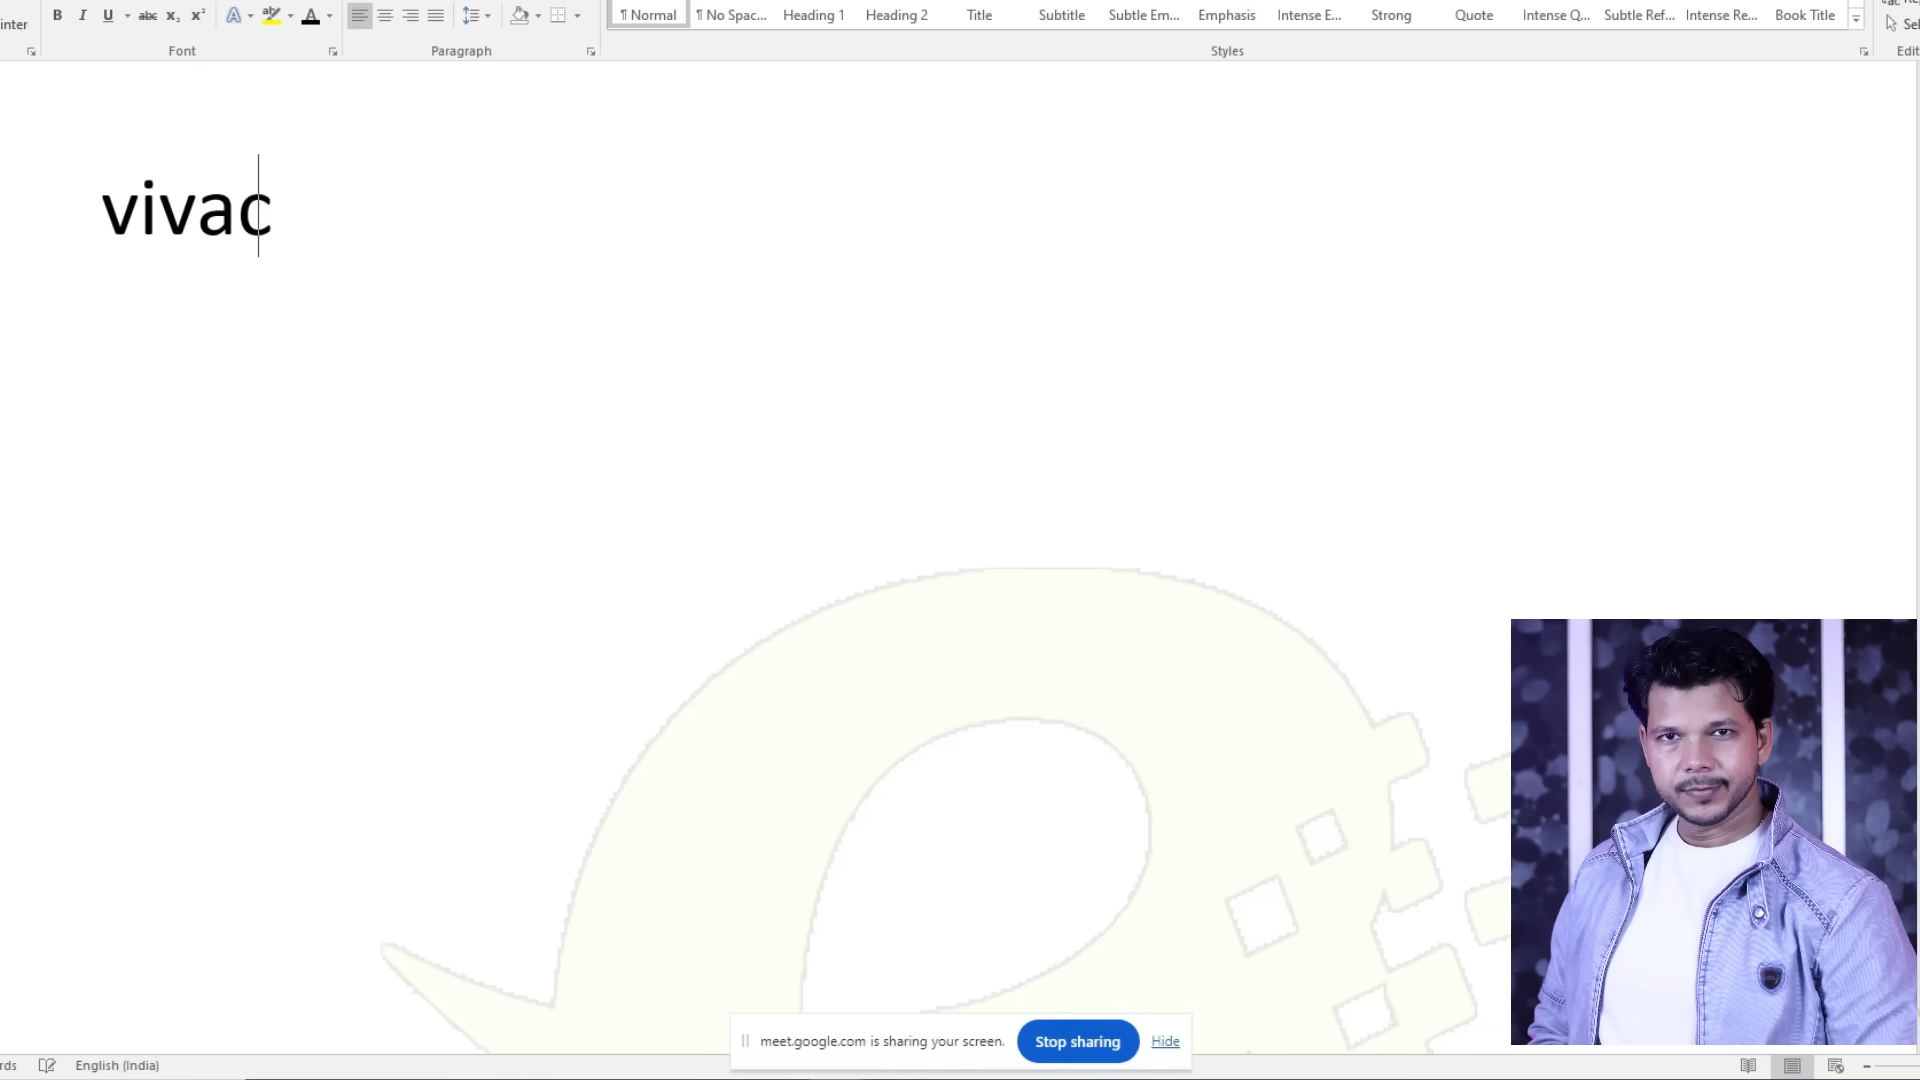 inter
B I U abc x₂ x² A aby A
¶ Normal ¶ No Spac... Heading 1 Heading 2 Title Subtitle Subtle Em... Emphasis Intense E... Strong Quote Intense Q... Subtle Ref... Intense Re... Book Title
Sel
Font Paragraph Styles Edit
vivac
meet.google.com is sharing your screen. Stop sharing Hide
rds English (India)